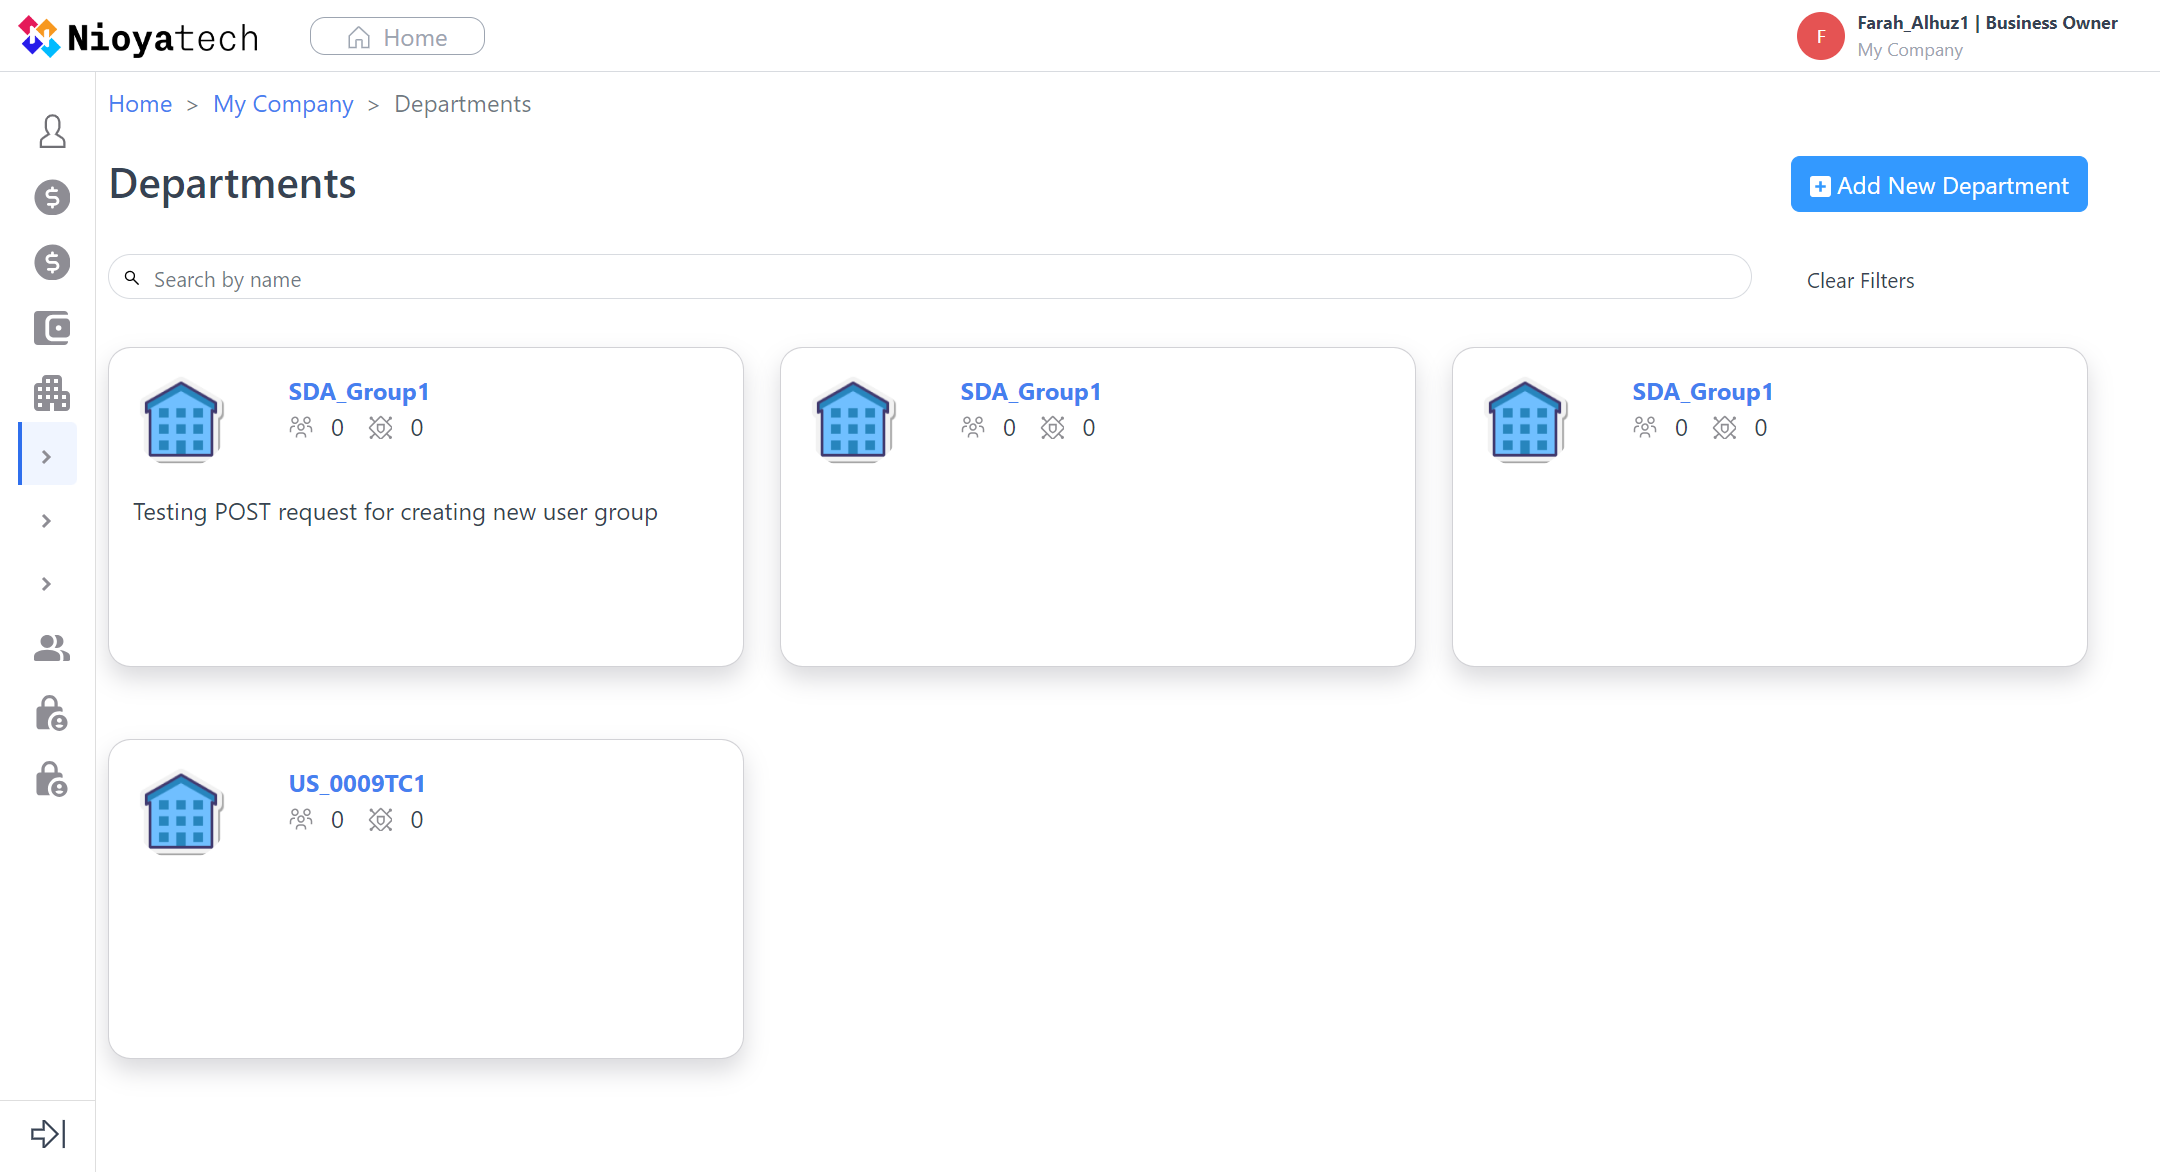 Nioyatech
Home
F
Farah_Alhuz1 | Business Owner
My Company
Home > My Company > Departments
Departments
Add New Department
Search by name
Clear Filters
SDA_Group1
0 0
Testing POST request for creating new user group
SDA_Group1
0 0
SDA_Group1
0 0
US_0009TC1
0 0